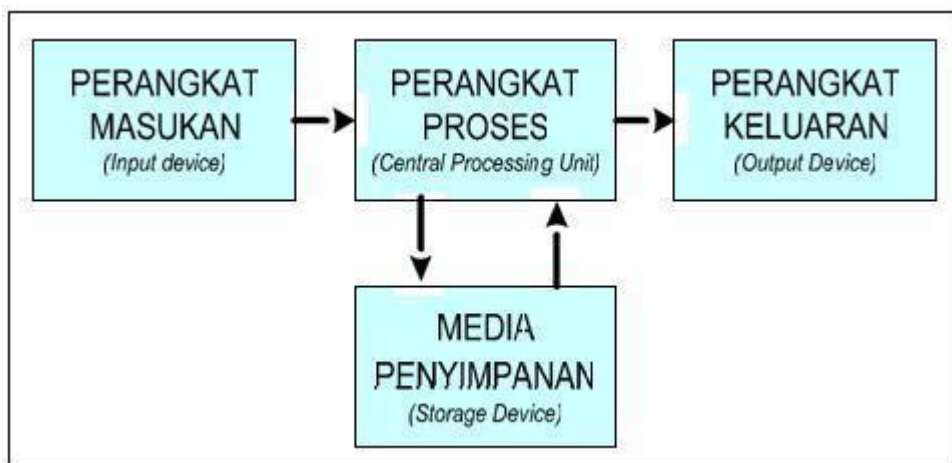 PERANGKAT
MASUKAN
(Input device)
PERANGKAT
PROSES
(Central Processing Unit)
PERANGKAT
KELUARAN
(Output Device)
MEDIA
PENYIMPANAN
(Storage Device)